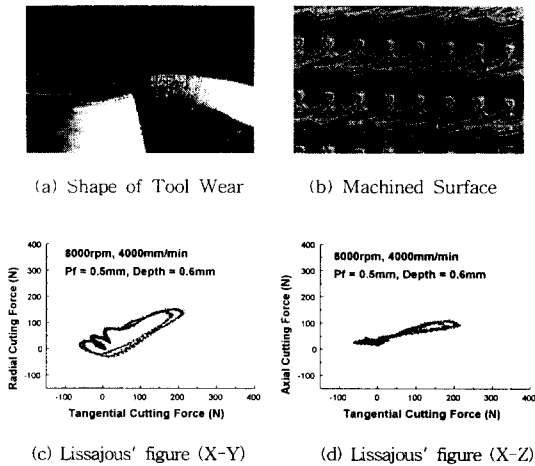 (a) Shape of Tool Wear
(b) Machined Surface
400
300
200
100
0
-100
Radial Cutting Force (N)
8000rpm, 4000mm/min
Pf = 0.5mm, Depth = 0.6mm
-100 0 100 200 300 400
Tangential Cutting Force (N)
400
300
200
100
0
-100
Axial Cutting Force (N)
8000rpm, 4000mm/min
Pf = 0.5mm, Depth = 0.6mm
-100 0 100 200 300 400
Tangential Cutting Force (N)
(c) Lissajous' figure (X-Y)
(d) Lissajous' figure (X-Z)